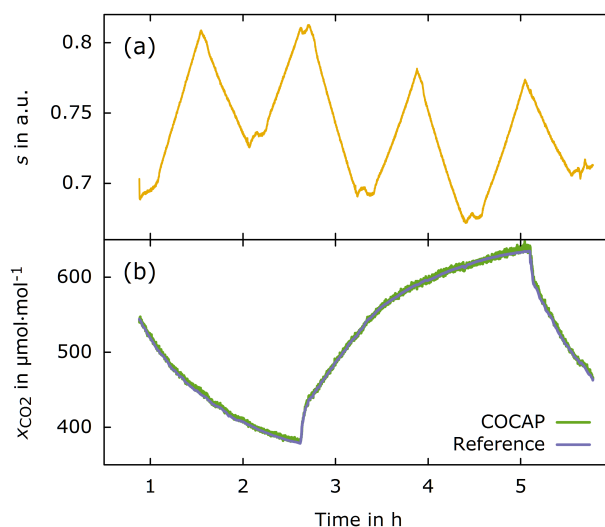 (a)
0.8
0.75
0.7
s in a.u.
(b)
600
500
400
xCO2 in µmol·mol-1
COCAP
Reference
1 2 3 4 5
Time in h